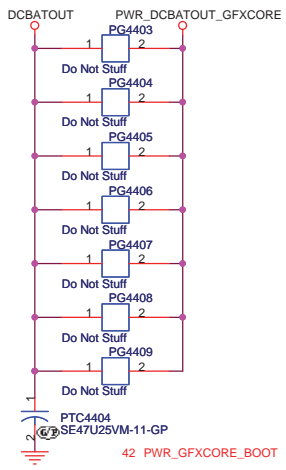 DCBATOUT PWR_DCBATOUT_GFXCORE
PG4403
1 2
Do Not Stuff
PG4404
1 2
Do Not Stuff
PG4405
1 2
Do Not Stuff
PG4406
1 2
Do Not Stuff
PG4407
1 2
Do Not Stuff
PG4408
1 2
Do Not Stuff
PG4409
1 2
Do Not Stuff
1
PTC4404
SE47U25VM-11-GP
2
42 PWR_GFXCORE_BOOT